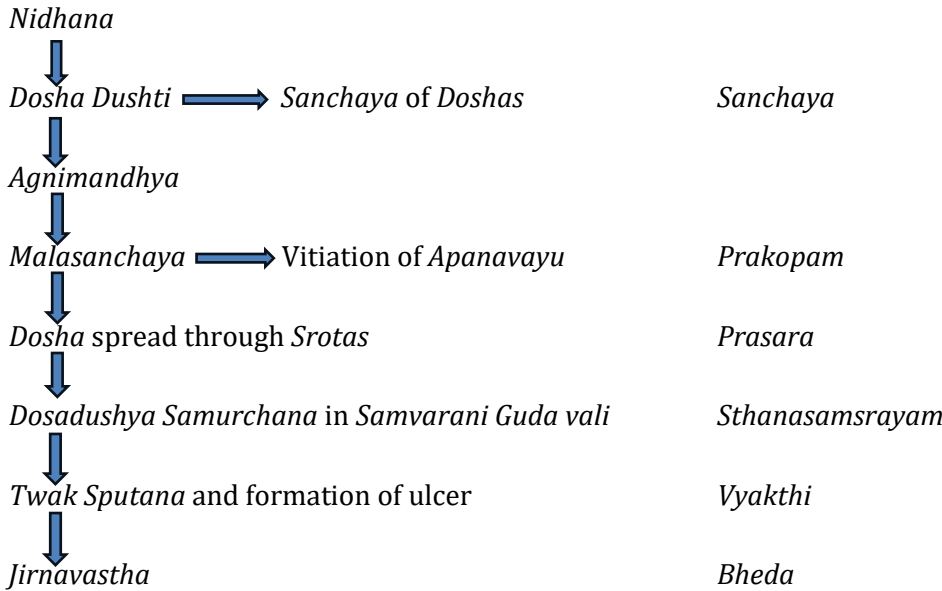 Nidhana
Dosha Dushti Sanchaya of Doshas Sanchaya
Agnimandhya
Malasanchaya Vitiation of Apanavayu Prakopam
Dosha spread through Srotas Prasara
Dosadushya Samurchana in Samvarani Guda vali Sthanasamsrayam
Twak Sputana and formation of ulcer Vyakthi
Jirnavastha Bheda